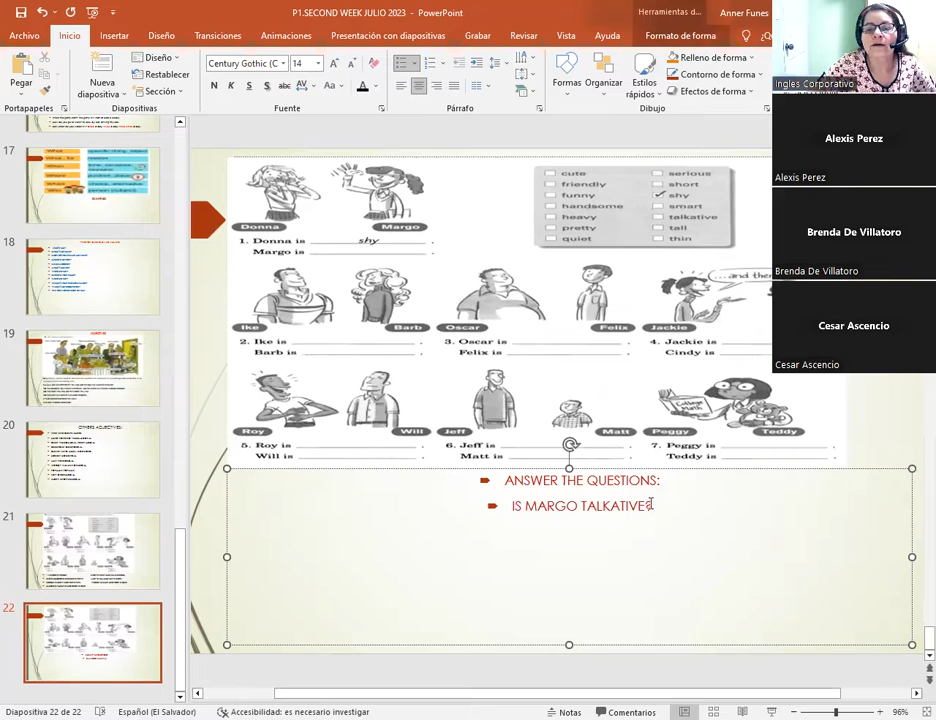 P1.SECOND WEEK JULIO 2023 - PowerPoint
Herramientas d...
Anner Funes
Archivo
Inicio
Insertar
Diseño
Transiciones
Animaciones
Presentación con diapositivas
Grabar
Revisar
Vista
Ayuda
Formato de forma
Pegar
Nueva
diapositiva
Diseño
Restablecer
Sección
Century Gothic (C
14
N K S abc AV Aa A
Formas
Organizar
Estilos
rápidos
Relleno de forma
Contorno de forma
Efectos de forma
Portapapeles
Diapositivas
Fuente
Párrafo
Dibujo
Ingles Corporativo
Alexis Perez
Alexis Perez
Brenda De Villatoro
Brenda De Villatoro
Cesar Ascencio
Cesar Ascencio
17
18
19
20
21
22
cute
friendly
funny
handsome
heavy
pretty
quiet
serious
short
shy
smart
talkative
tall
thin
Donna
Margo
1. Donna is shy .
Margo is .
...and the
Ike
Barb
Oscar
Felix
Jackie
2. Ike is .
Barb is .
3. Oscar is .
Felix is .
4. Jackie is
Cindy is
College
Math
Roy
Will
Jeff
Matt
Peggy
Teddy
5. Roy is .
Will is .
6. Jeff is .
Matt is .
7. Peggy is .
Teddy is .
ANSWER THE QUESTIONS:
IS MARGO TALKATIVE?
Diapositiva 22 de 22
Español (El Salvador)
Accesibilidad: es necesario investigar
Notas
Comentarios
96%